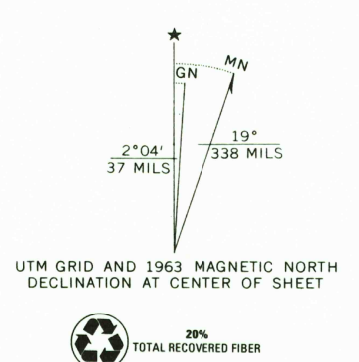 ★
MN
GN
19°
338 MILS
2°04′
37 MILS
UTM GRID AND 1963 MAGNETIC NORTH
DECLINATION AT CENTER OF SHEET
20%
TOTAL RECOVERED FIBER